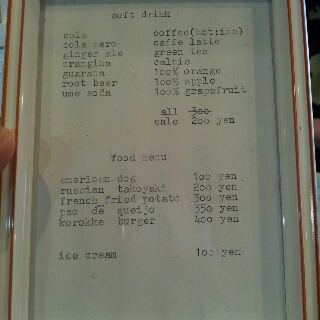 soft drink
cola coffee(hot:ice)
cola zero caffe latte
ginger ale green tea
orangina calpis
guarana 100% orange
root beer 100% apple
ume soda 100% grapefruit
all 300
sale 200 yen
food menu
american dog 100 yen
russian takoyaki 200 yen
french fried potato 300 yen
pao de queijo 350 yen
korokke burger 400 yen
ice cream 100 yen